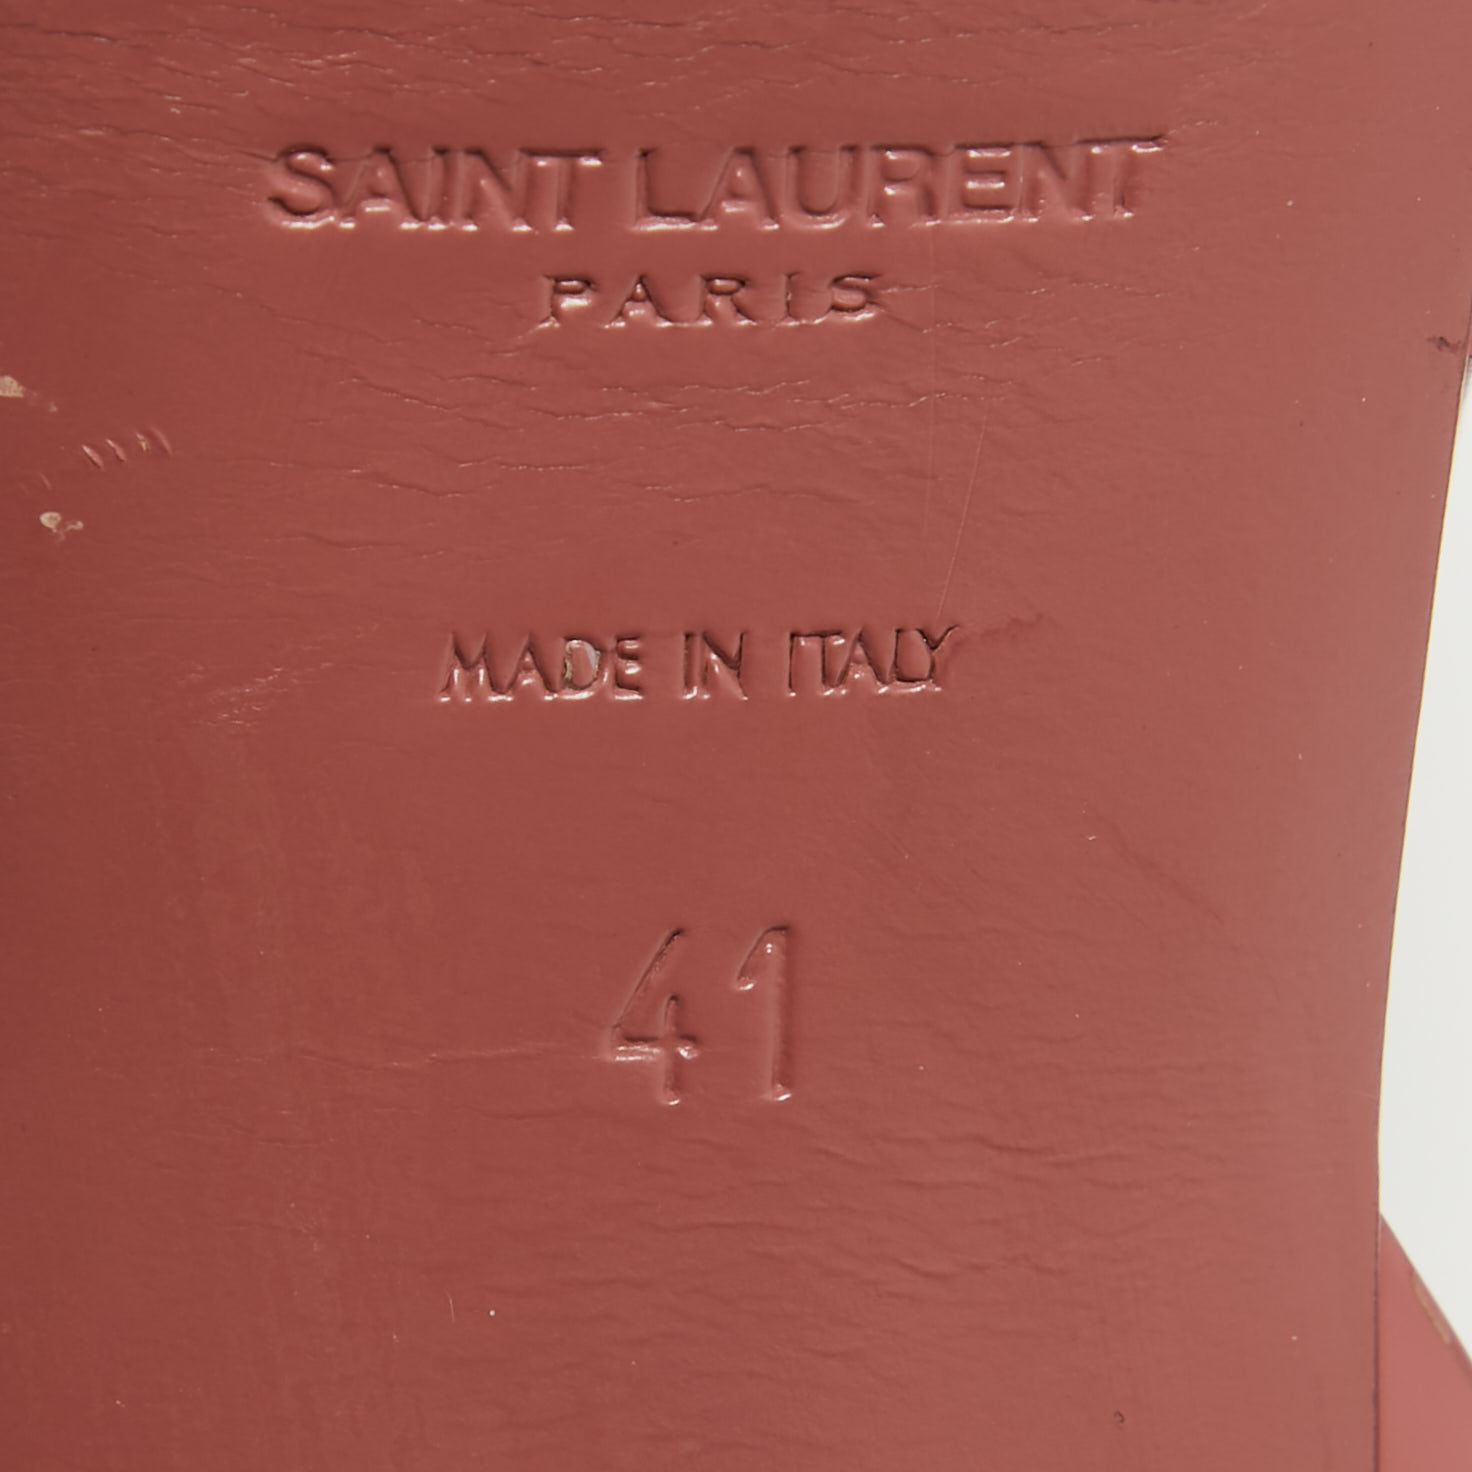 SAINT LAURENT
PARIS
MADE IN ITALY
41